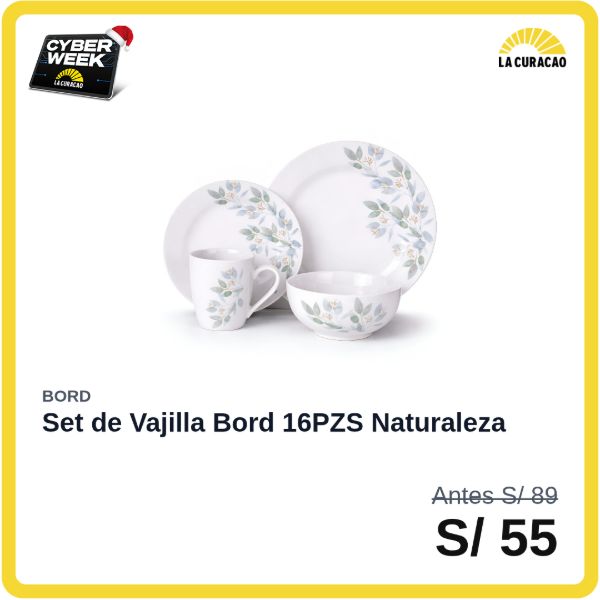 CYBER
WEEK
LA CURACAO
LA CURACAO
BORD
Set de Vajilla Bord 16PZS Naturaleza
Antes S/ 89
S/ 55